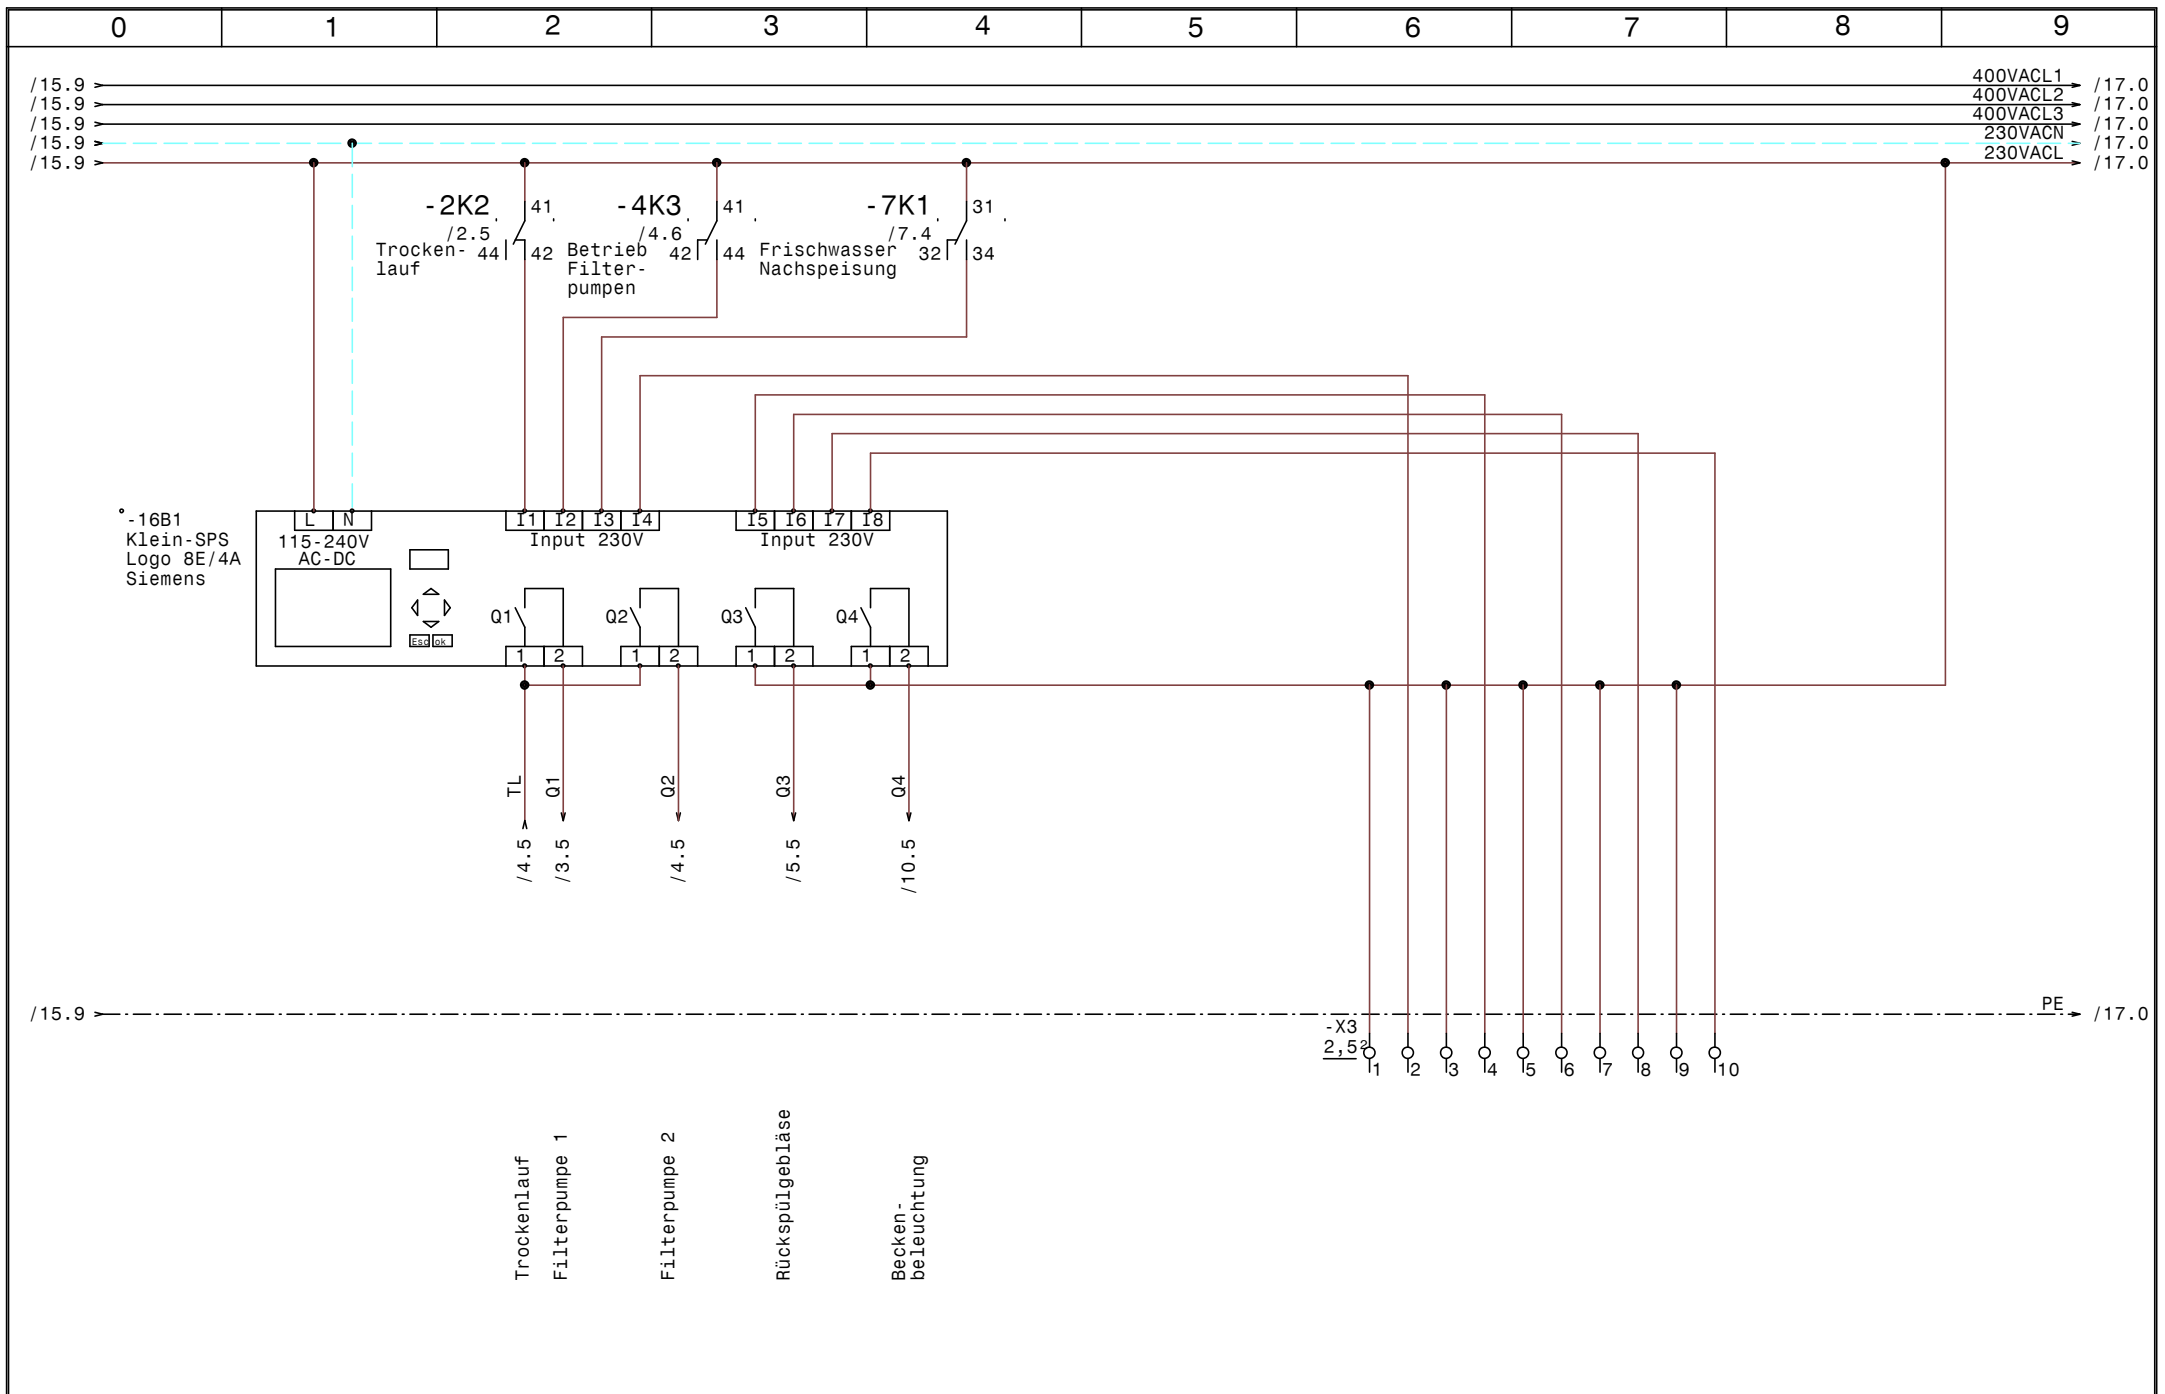 0 1 2 3 4 5 6 7 8 9
/15.9 400VACL1 /17.0
/15.9 400VACL2 /17.0
/15.9 400VACL3 /17.0
/15.9 230VACN /17.0
/15.9 230VACL /17.0
-2K2 41
/2.5
Trocken- 44 42
lauf
-4K3 41
/4.6
Betrieb 42 44
Filter-
pumpen
-7K1 31
/7.4
Frischwasser 32 34
Nachspeisung
-16B1
Klein-SPS
Logo 8E/4A
Siemens
L N I1 I2 I3 I4 I5 I6 I7 I8
115-240V Input 230V Input 230V
AC-DC
Q1 Q2 Q3 Q4
Esc ok
1 2 1 2 1 2 1 2
TL Q1 Q2 Q3 Q4
/4.5 /3.5 /4.5 /5.5 /10.5
/15.9 PE /17.0
-X3
2,5²
1 2 3 4 5 6 7 8 9 10
Trockenlauf
Filterpumpe 1
Filterpumpe 2
Rückspülgebläse
Becken-
beleuchtung